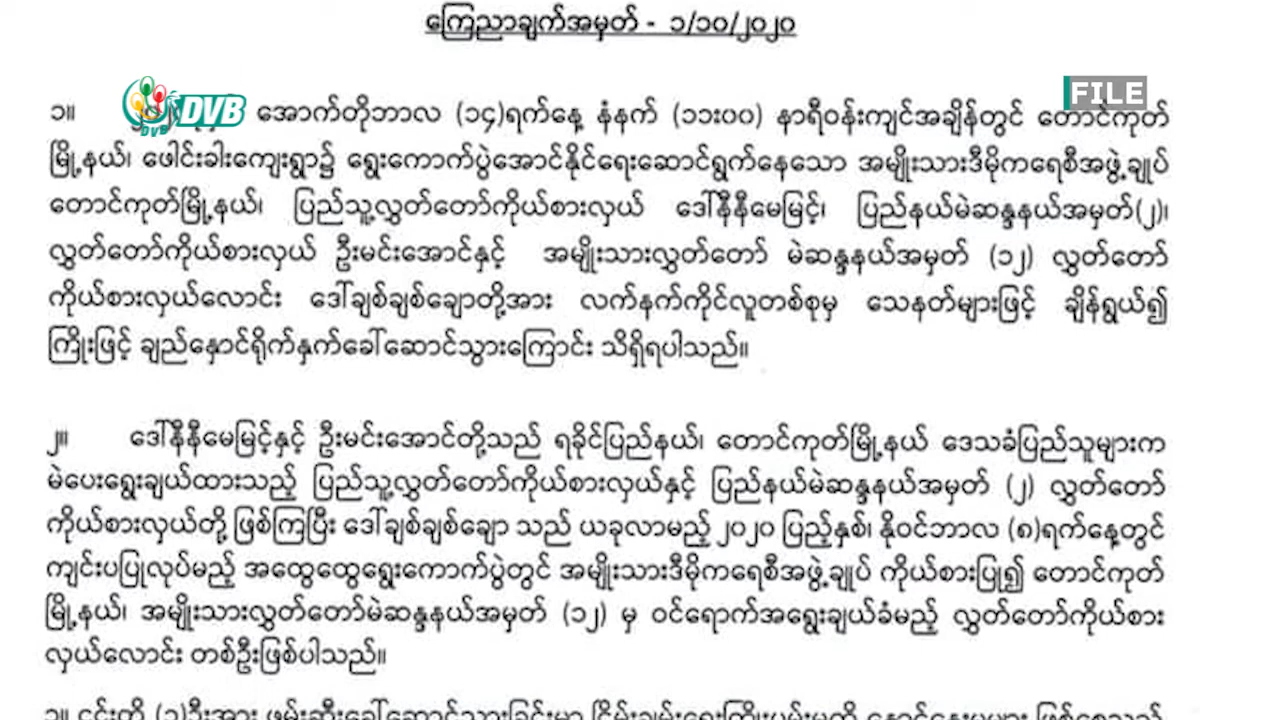 ကြေညာချက်အမှတ် - ၁/၁၀/၂၀၂၀
FILE
DVB
DVB
၁။ အောက်တိုဘာလ (၁၄)ရက်နေ့ နံနက် (၁၁း၀၀) နာရီဝန်းကျင်အချိန်တွင် တောင်ကုတ်
မြို့နယ်၊ ဖေါင်းခါးကျေးရွာ၌ ရွေးကောက်ပွဲအောင်နိုင်ရေးဆောင်ရွက်နေသော အမျိုးသားဒီမိုကရေစီအဖွဲ့ချုပ်
တောင်ကုတ်မြို့နယ်၊ ပြည်သူ့လွှတ်တော်ကိုယ်စားလှယ် ဒေါ်နီနီမေမြင့်၊ ပြည်နယ်မဲဆန္ဒနယ်အမှတ်(၂)၊
လွှတ်တော်ကိုယ်စားလှယ် ဦးမင်းအောင်နှင့် အမျိုးသားလွှတ်တော် မဲဆန္ဒနယ်အမှတ် (၁၂) လွှတ်တော်
ကိုယ်စားလှယ်လောင်း ဒေါ်ချစ်ချစ်ချောတို့အား လက်နက်ကိုင်လူတစ်စုမှ သေနတ်များဖြင့် ချိန်ရွယ်၍
ကြိုးဖြင့် ချည်နှောင်ရိုက်နှက်ခေါ်ဆောင်သွားကြောင်း သိရှိရပါသည်။
၂။ ဒေါ်နီနီမေမြင့်နှင့် ဦးမင်းအောင်တို့သည် ရခိုင်ပြည်နယ်၊ တောင်ကုတ်မြို့နယ် ဒေသခံပြည်သူများက
မဲပေးရွေးချယ်ထားသည့် ပြည်သူ့လွှတ်တော်ကိုယ်စားလှယ်နှင့် ပြည်နယ်မဲဆန္ဒနယ်အမှတ် (၂) လွှတ်တော်
ကိုယ်စားလှယ်တို့ ဖြစ်ကြပြီး ဒေါ်ချစ်ချစ်ချော သည် ယခုလာမည့် ၂၀၂၀ ပြည့်နှစ်၊ နိုဝင်ဘာလ (၈)ရက်နေ့တွင်
ကျင်းပပြုလုပ်မည့် အထွေထွေရွေးကောက်ပွဲတွင် အမျိုးသားဒီမိုကရေစီအဖွဲ့ချုပ် ကိုယ်စားပြု၍ တောင်ကုတ်
မြို့နယ်၊ အမျိုးသားလွှတ်တော်မဲဆန္ဒနယ်အမှတ် (၁၂) မှ ဝင်ရောက်အရွေးချယ်ခံမည့် လွှတ်တော်ကိုယ်စား
လှယ်လောင်း တစ်ဦးဖြစ်ပါသည်။